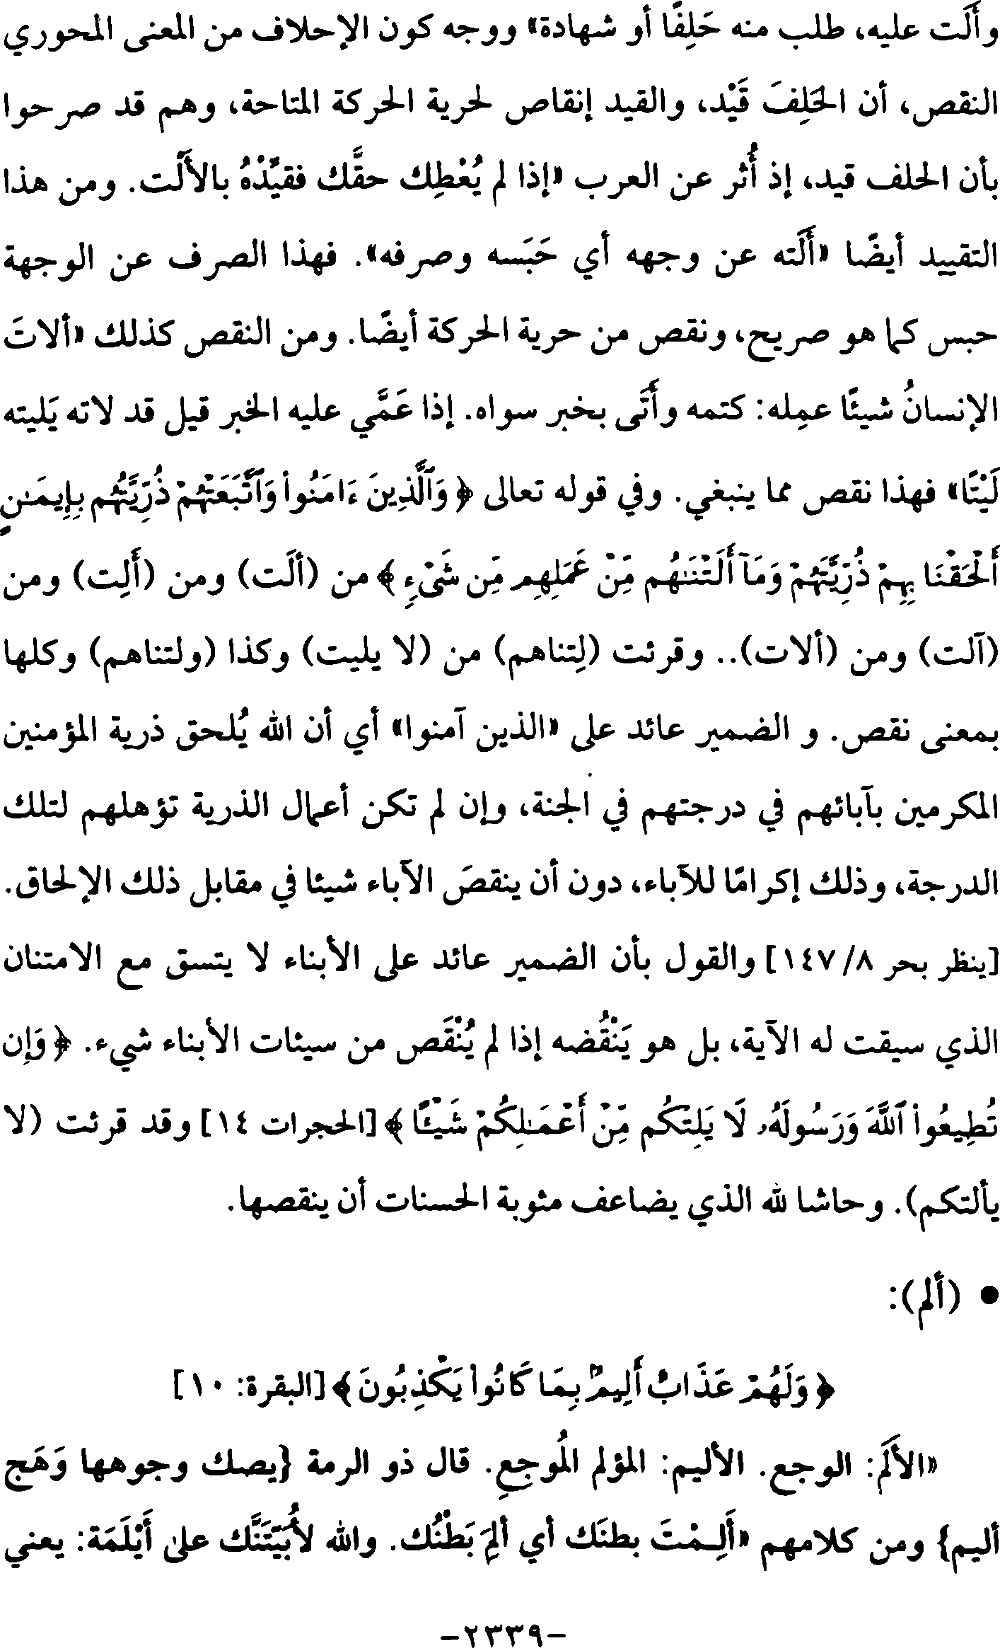 وأَلَت عليه، طلب منه حَلِفًا أو شهادة» ووجه كون الإحلاف من المعنى المحوري
النقص، أن الحَلِفَ قَيْد، والقيد إنقاص لحرية الحركة المتاحة، وهم قد صرحوا
بأن الحلف قيد، إذ أُثر عن العرب «إذا لم يُعْطِك حقَّك فقيِّدْهُ بالأَلْت. ومن هذا
التقييد أيضًا «أَلَته عن وجهه أي حَبَسه وصرفه». فهذا الصرف عن الوجهة
حبس كما هو صريح، ونقص من حرية الحركة أيضًا. ومن النقص كذلك «ألاتَ
الإنسانُ شيئًا عمِله: كتمه وأَتَى بخبر سواه. إذا عَمَّي عليه الخبر قيل قد لاته يَليته
لَيْتًا» فهذا نقص مما ينبغي. وفي قوله تعالى ﴿وَٱلَّذِينَ ءَامَنُوا۟ وَٱتَّبَعَتْهُمْ ذُرِّيَّتُهُم بِإِيمَـٰنٍ
أَلْحَقْنَا بِهِمْ ذُرِّيَّتَهُمْ وَمَآ أَلَتْنَـٰهُم مِّنْ عَمَلِهِم مِّن شَىْءٍ﴾ من (ألَت) ومن (أَلِت) ومن
(آلت) ومن (ألات).. وقرئت (لِتناهم) من (لا يليت) وكذا (ولتناهم) وكلها
بمعنى نقص. و الضمير عائد على «الذين آمنوا» أي أن الله يُلحق ذرية المؤمنين
المكرمين بآبائهم في درجتهم في الجنة، وإن لم تكن أعمال الذرية تؤهلهم لتلك
الدرجة، وذلك إكرامًا للآباء، دون أن ينقصَ الآباء شيئا في مقابل ذلك الإلحاق.
[ينظر بحر ٨/ ١٤٧] والقول بأن الضمير عائد على الأبناء لا يتسق مع الامتنان
الذي سيقت له الآية، بل هو يَنْقُضه إذا لم يُنْقَص من سيئات الأبناء شيء. ﴿وَإِن
تُطِيعُوا۟ ٱللَّهَ وَرَسُولَهُۥ لَا يَلِتْكُم مِّنْ أَعْمَـٰلِكُمْ شَيْـًٔا﴾ [الحجرات ١٤] وقد قرئت (لا
يألتكم). وحاشا لله الذي يضاعف مثوبة الحسنات أن ينقصها.
• (ألم):
﴿وَلَهُمْ عَذَابٌ أَلِيمٌۢ بِمَا كَانُوا۟ يَكْذِبُونَ﴾ [البقرة: ١٠]
«الأَلَم: الوجع. الأليم: المؤلم المُوجِع. قال ذو الرمة {يصك وجوهها وَهَج
أليم} ومن كلامهم «أَلِـمْتَ بطنَك أي ألِمَ بَطْنُك. والله لأُبَيِّتَنَّك على أَيْلَمَة: يعني
-٢٣٣٩-